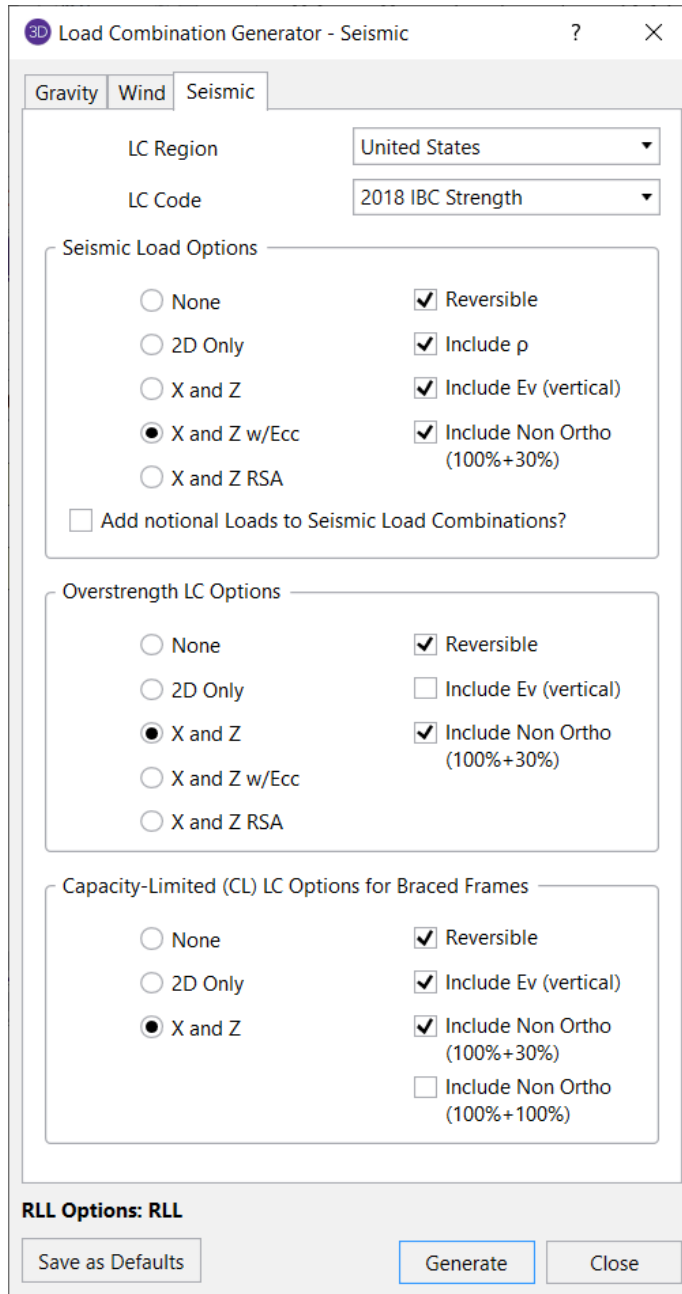 3D Load Combination Generator - Seismic ?
Gravity Wind Seismic
LC Region United States
LC Code 2018 IBC Strength
Seismic Load Options
None Reversible
2D Only Include ρ
X and Z Include Ev (vertical)
X and Z w/Ecc Include Non Ortho
(100%+30%)
X and Z RSA
Add notional Loads to Seismic Load Combinations?
Overstrength LC Options
None Reversible
2D Only Include Ev (vertical)
X and Z Include Non Ortho
(100%+30%)
X and Z w/Ecc
X and Z RSA
Capacity-Limited (CL) LC Options for Braced Frames
None Reversible
2D Only Include Ev (vertical)
X and Z Include Non Ortho
(100%+30%)
Include Non Ortho
(100%+100%)
RLL Options: RLL
Save as Defaults Generate Close